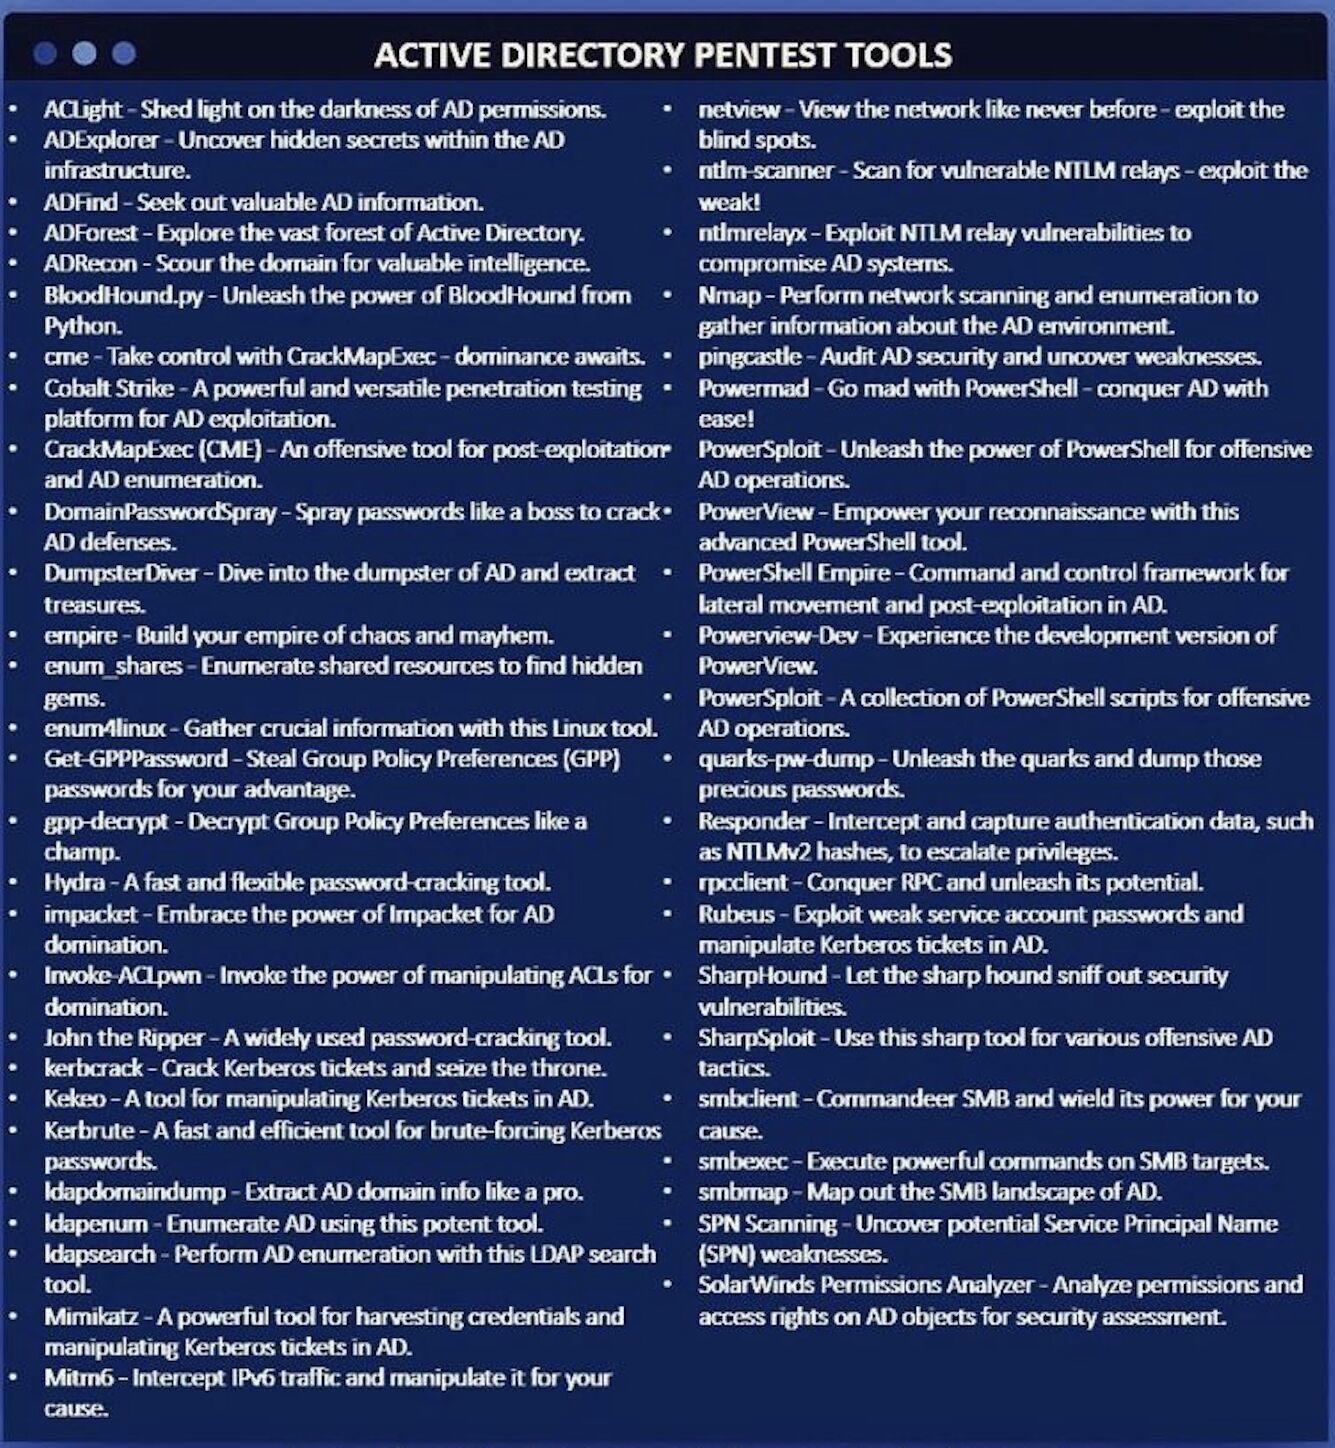 ACTIVE DIRECTORY PENTEST TOOLS
• ACLight - Shed light on the darkness of AD permissions.
• ADExplorer - Uncover hidden secrets within the AD
infrastructure.
• ADFind - Seek out valuable AD information.
• ADForest - Explore the vast forest of Active Directory.
• ADRecon - Scour the domain for valuable intelligence.
• BloodHound.py - Unleash the power of BloodHound from
Python.
• cme - Take control with CrackMapExec - dominance awaits.
• Cobalt Strike - A powerful and versatile penetration testing
platform for AD exploitation.
• CrackMapExec (CME) - An offensive tool for post-exploitation
and AD enumeration.
• DomainPasswordSpray - Spray passwords like a boss to crack
AD defenses.
• DumpsterDiver - Dive into the dumpster of AD and extract
treasures.
• empire - Build your empire of chaos and mayhem.
• enum_shares - Enumerate shared resources to find hidden
gems.
• enum4linux - Gather crucial information with this Linux tool.
• Get-GPPPassword - Steal Group Policy Preferences (GPP)
passwords for your advantage.
• gpp-decrypt - Decrypt Group Policy Preferences like a
champ.
• Hydra - A fast and flexible password-cracking tool.
• impacket - Embrace the power of Impacket for AD
domination.
• Invoke-ACLpwn - Invoke the power of manipulating ACLs for
domination.
• John the Ripper - A widely used password-cracking tool.
• kerbcrack - Crack Kerberos tickets and seize the throne.
• Kekeo - A tool for manipulating Kerberos tickets in AD.
• Kerbrute - A fast and efficient tool for brute-forcing Kerberos
passwords.
• ldapdomaindump - Extract AD domain info like a pro.
• ldapenum - Enumerate AD using this potent tool.
• ldapsearch - Perform AD enumeration with this LDAP search
tool.
• Mimikatz - A powerful tool for harvesting credentials and
manipulating Kerberos tickets in AD.
• Mitm6 - Intercept IPv6 traffic and manipulate it for your
cause.
• netview - View the network like never before - exploit the
blind spots.
• ntlm-scanner - Scan for vulnerable NTLM relays - exploit the
weak!
• ntlmrelayx - Exploit NTLM relay vulnerabilities to
compromise AD systems.
• Nmap - Perform network scanning and enumeration to
gather information about the AD environment.
• pingcastle - Audit AD security and uncover weaknesses.
• Powermad - Go mad with PowerShell - conquer AD with
ease!
• PowerSploit - Unleash the power of PowerShell for offensive
AD operations.
• PowerView - Empower your reconnaissance with this
advanced PowerShell tool.
• PowerShell Empire - Command and control framework for
lateral movement and post-exploitation in AD.
• Powerview-Dev - Experience the development version of
PowerView.
• PowerSploit - A collection of PowerShell scripts for offensive
AD operations.
• quarks-pw-dump - Unleash the quarks and dump those
precious passwords.
• Responder - Intercept and capture authentication data, such
as NTLMv2 hashes, to escalate privileges.
• rpcclient - Conquer RPC and unleash its potential.
• Rubeus - Exploit weak service account passwords and
manipulate Kerberos tickets in AD.
• SharpHound - Let the sharp hound sniff out security
vulnerabilities.
• SharpSploit - Use this sharp tool for various offensive AD
tactics.
• smbclient - Commandeer SMB and wield its power for your
cause.
• smbexec - Execute powerful commands on SMB targets.
• smbmap - Map out the SMB landscape of AD.
• SPN Scanning - Uncover potential Service Principal Name
(SPN) weaknesses.
• SolarWinds Permissions Analyzer - Analyze permissions and
access rights on AD objects for security assessment.